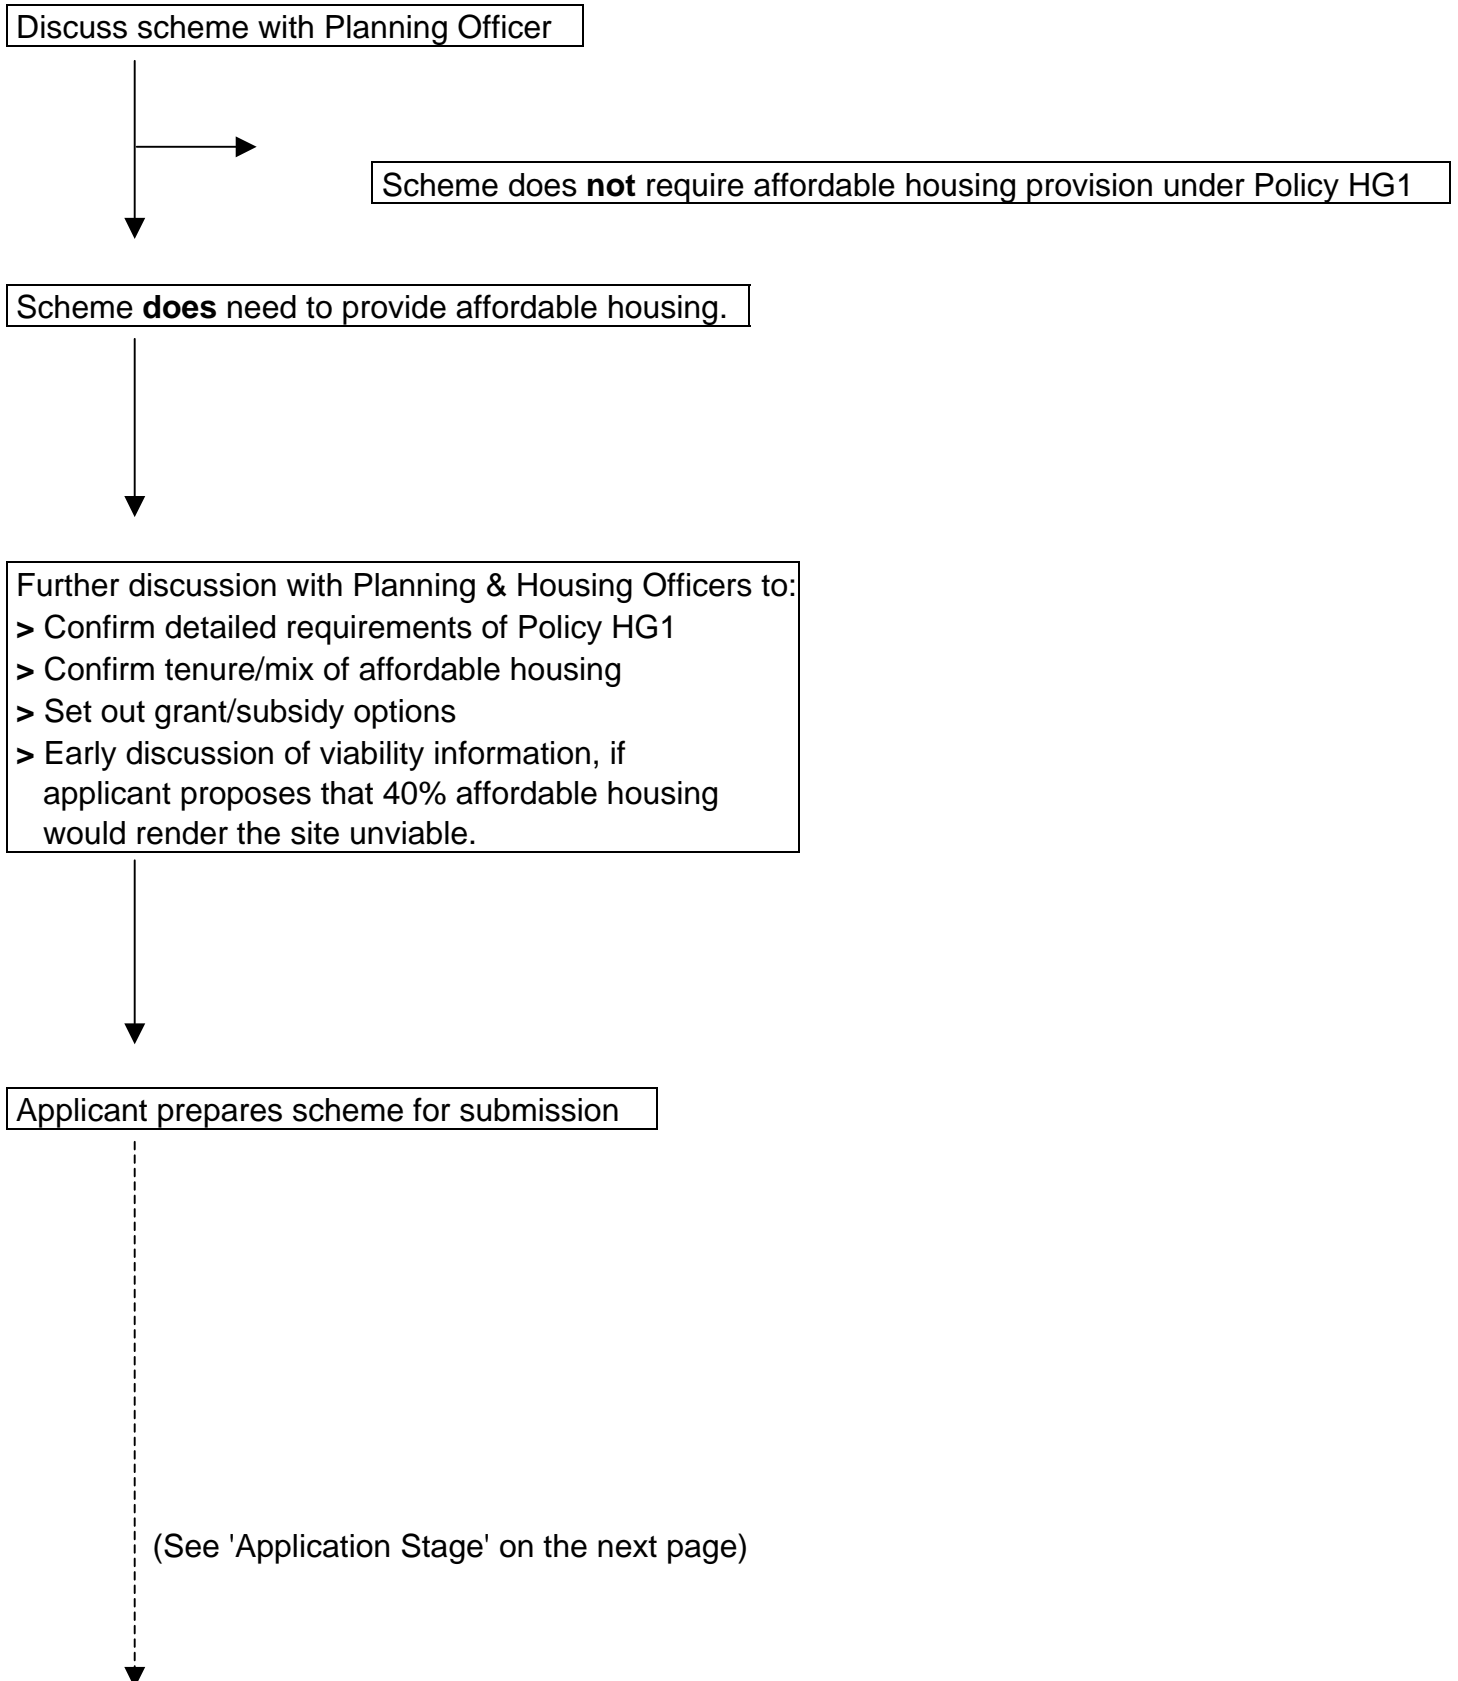 Discuss scheme with Planning Officer
Scheme does not require affordable housing provision under Policy HG1
Scheme does need to provide affordable housing.
Further discussion with Planning & Housing Officers to:
> Confirm detailed requirements of Policy HG1
> Confirm tenure/mix of affordable housing
> Set out grant/subsidy options
> Early discussion of viability information, if
applicant proposes that 40% affordable housing
would render the site unviable.
Applicant prepares scheme for submission
(See 'Application Stage' on the next page)